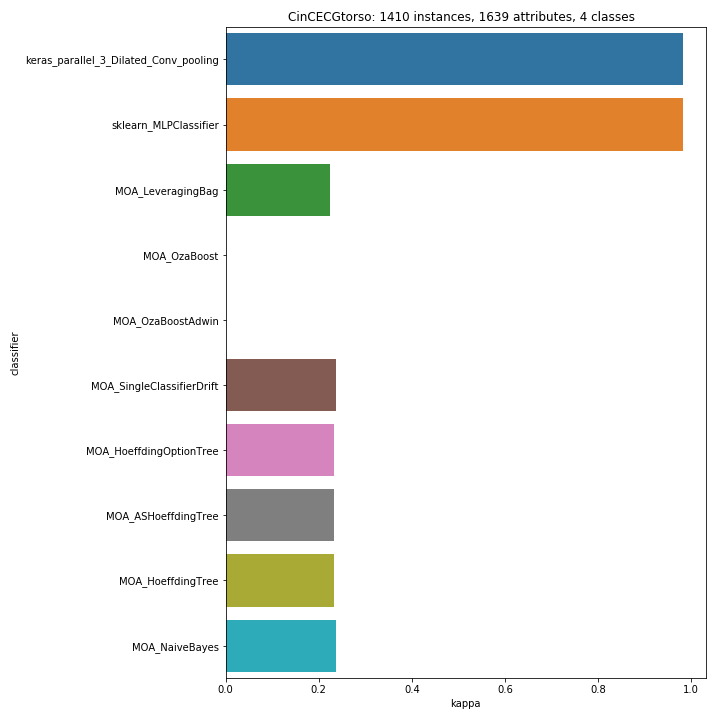 CinCECGtorso: 1410 instances, 1639 attributes, 4 classes
keras_parallel_3_Dilated_Conv_pooling
sklearn_MLPClassifier
MOA_LeveragingBag
MOA_OzaBoost
MOA_OzaBoostAdwin
classifier
MOA_SingleClassifierDrift
MOA_HoeffdingOptionTree
MOA_ASHoeffdingTree
MOA_HoeffdingTree
MOA_NaiveBayes
0.0 0.2 0.4 0.6 0.8 1.0
kappa